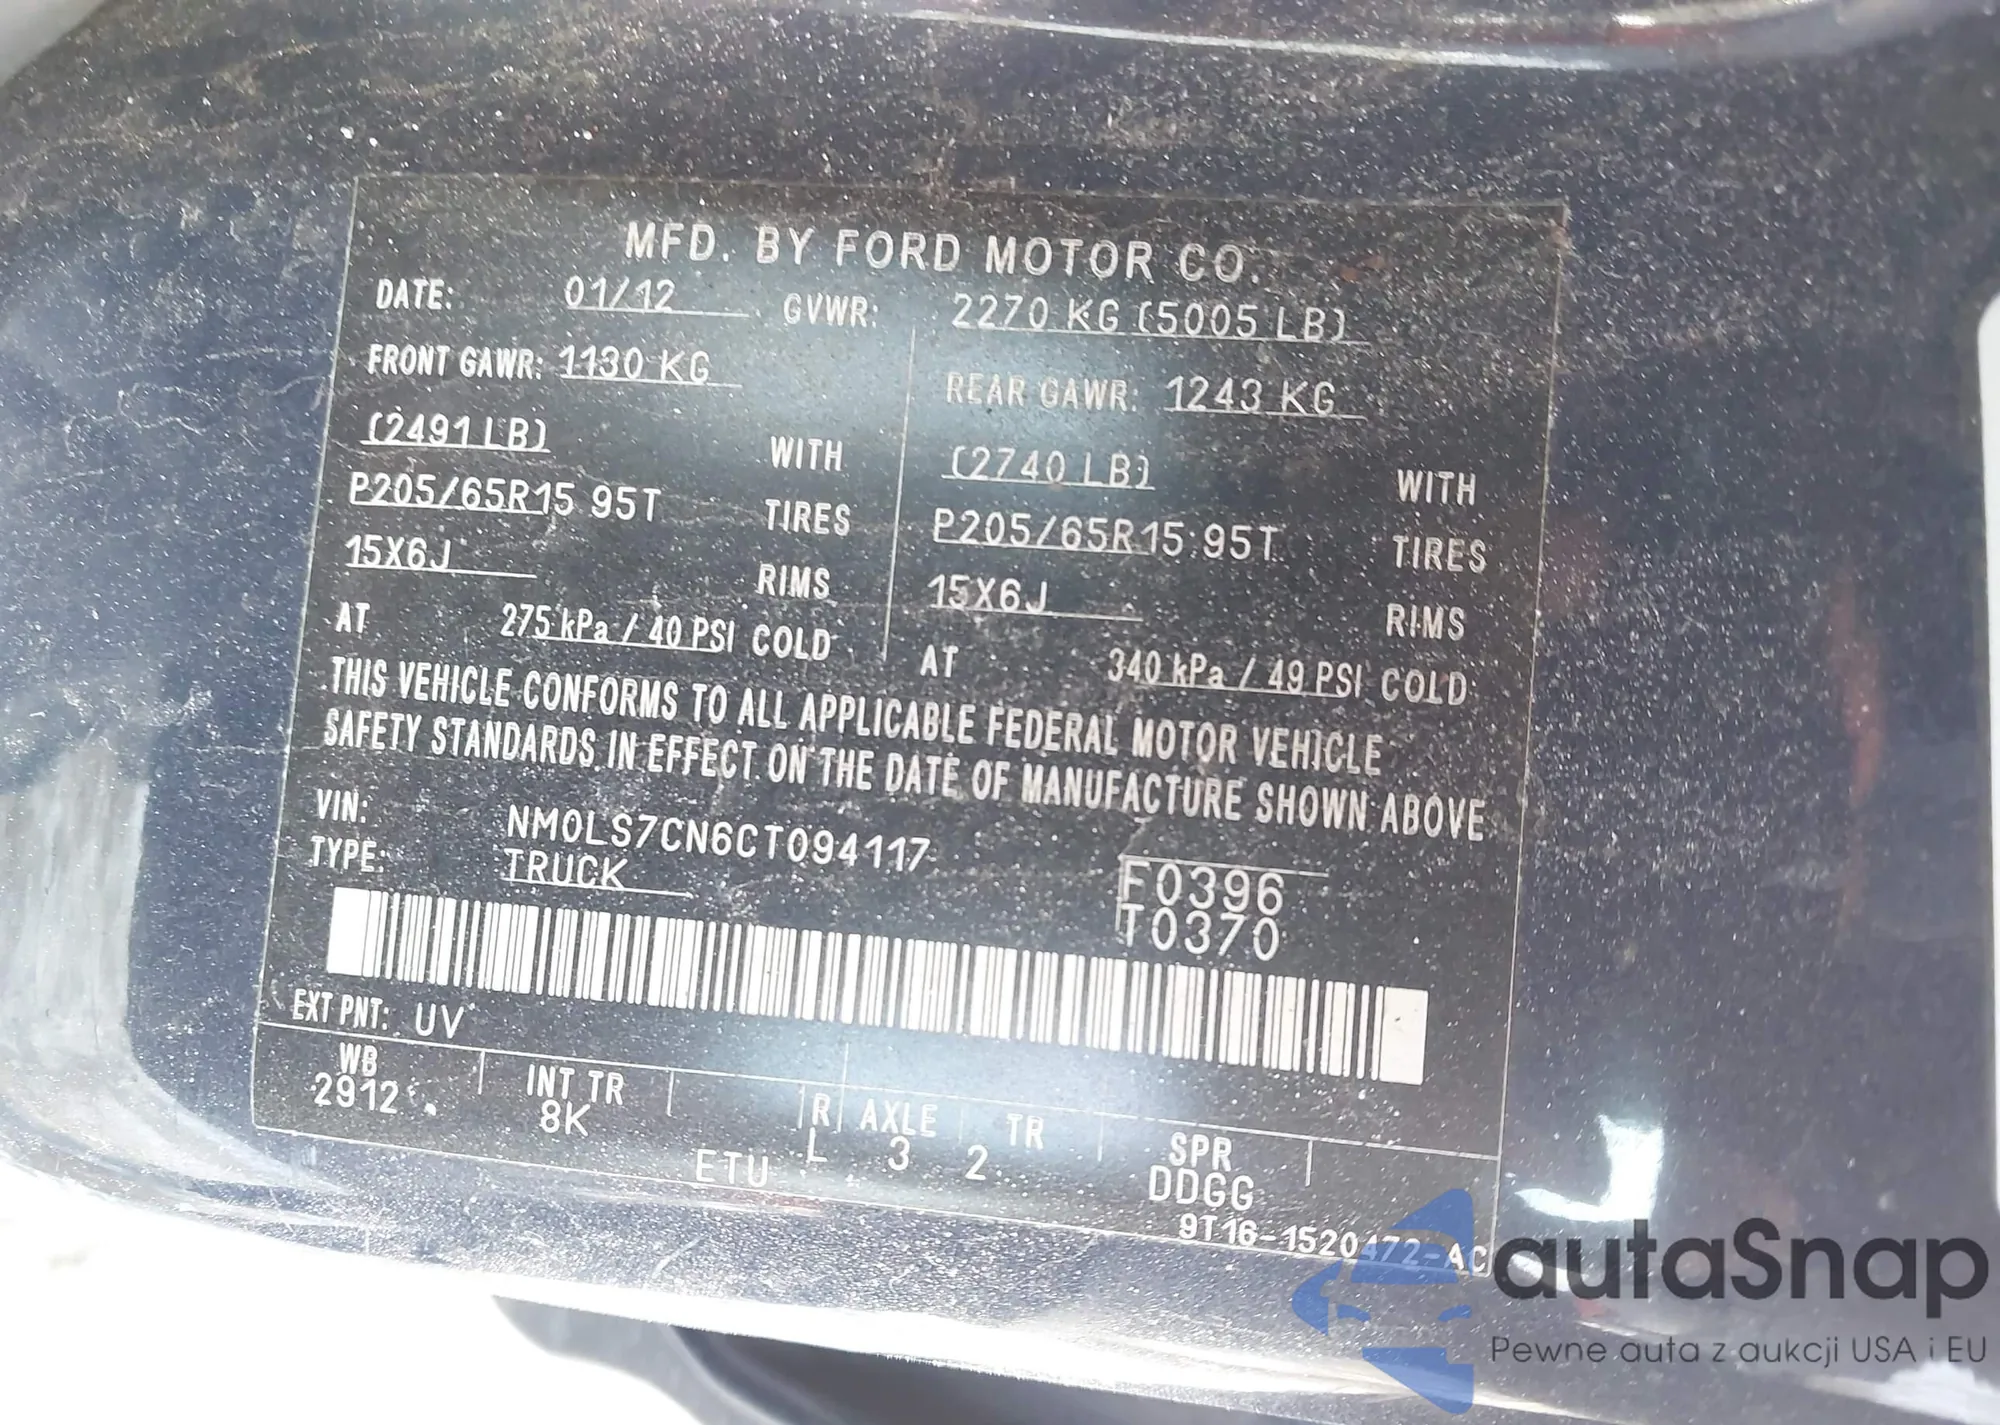 MFD. BY FORD MOTOR CO.
DATE: 01/12 GVWR: 2270 KG (5005 LB)
FRONT GAWR: 1130 KG REAR GAWR: 1243 KG
(2491 LB) WITH (2740 LB) WITH
P205/65R15 95T TIRES P205/65R15 95T TIRES
15X6J RIMS 15X6J RIMS
AT 275 kPa / 40 PSI COLD AT 340 kPa / 49 PSI COLD
THIS VEHICLE CONFORMS TO ALL APPLICABLE FEDERAL MOTOR VEHICLE
SAFETY STANDARDS IN EFFECT ON THE DATE OF MANUFACTURE SHOWN ABOVE
VIN: NM0LS7CN6CT094117
TYPE: TRUCK F0396
T0370
EXT PNT: UV
WB INT TR R AXLE TR SPR
2912 8K L 3 2 DDGG
ETU
9T16-1520472-AC
autaSnap
Pewne auta z aukcji USA i EU